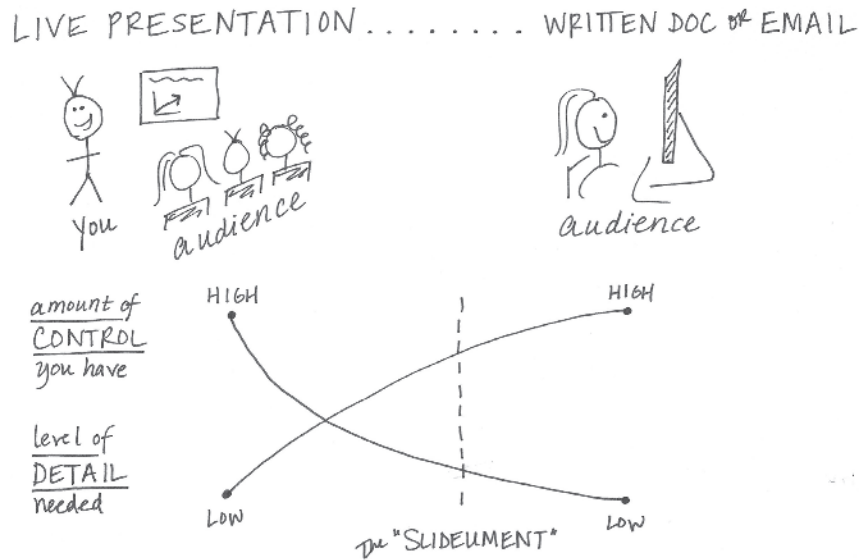 LIVE PRESENTATION ........ WRITTEN DOC OR EMAIL
you
audience
audience
amount of
CONTROL
you have
HIGH
HIGH
level of
DETAIL
needed
LOW
LOW
The "SLIDEUMENT"